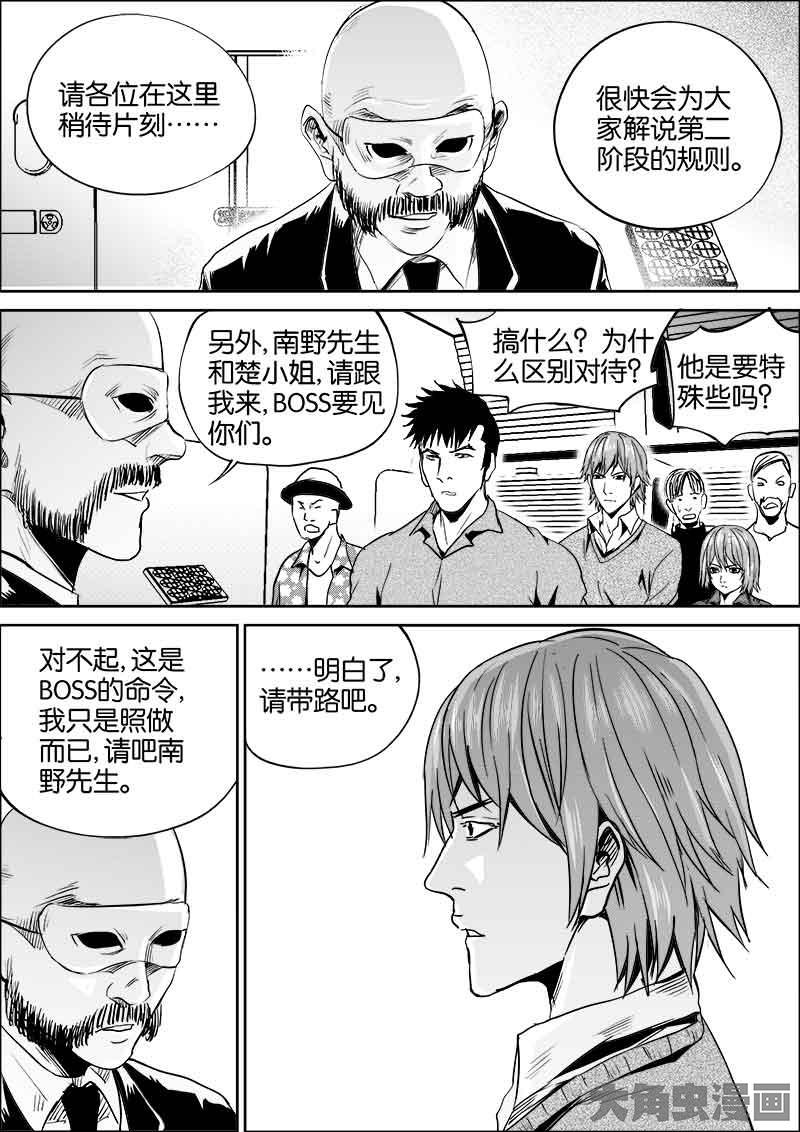 请各位在这里
稍待片刻……
很快会为大
家解说第二
阶段的规则。
另外,南野先生
和楚小姐,请跟
我来,BOSS要见
你们。
搞什么？为什
么区别对待？
他是要特
殊些吗？
对不起,这是
BOSS的命令,
我只是照做
而已,请吧南
野先生。
……明白了,
请带路吧。
大角虫漫画